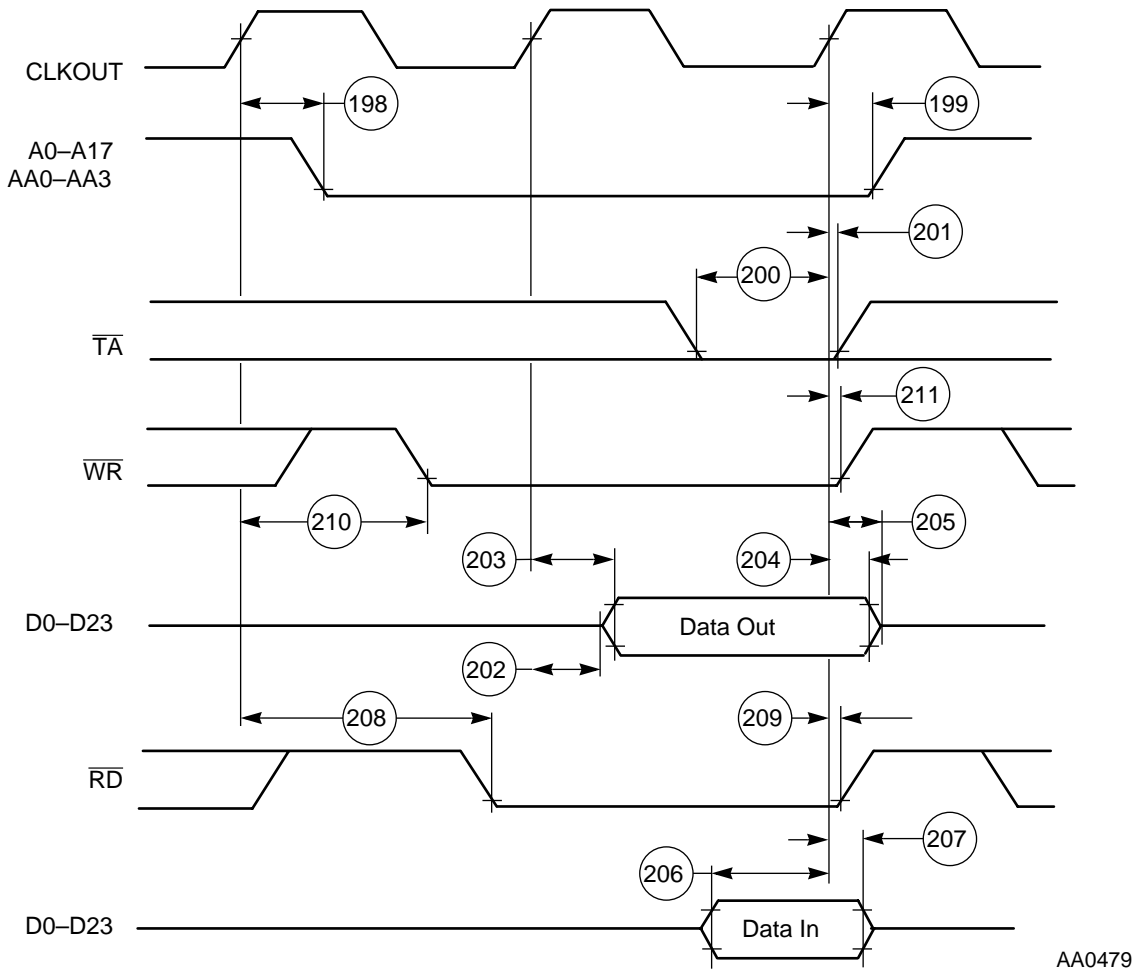 CLKOUT
198
199
A0–A17
AA0–AA3
201
200
TA
211
WR
210
205
203
204
D0–D23
Data Out
202
208
209
RD
207
206
D0–D23
Data In
AA0479